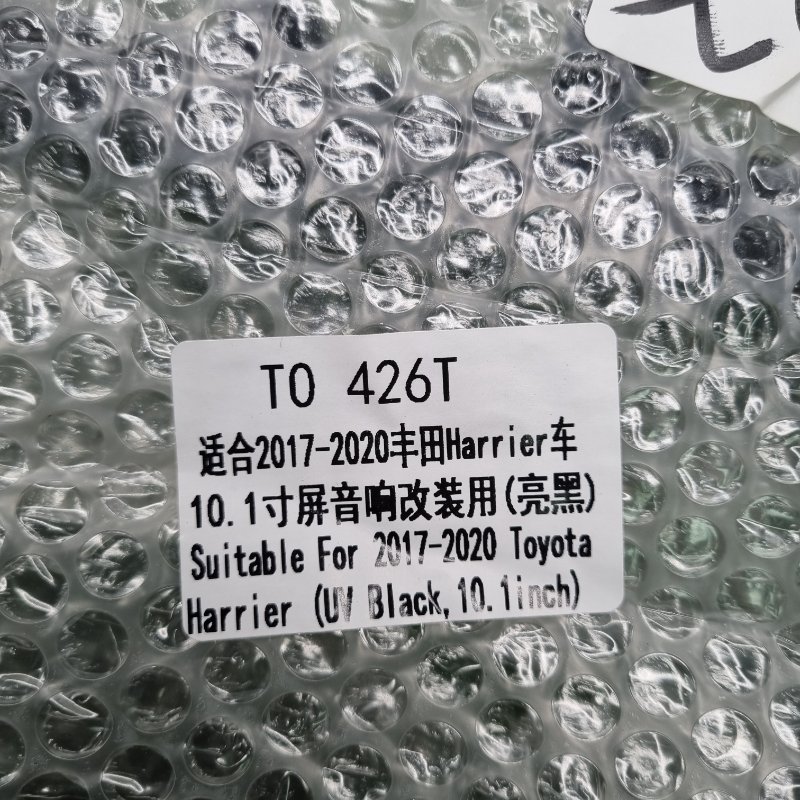 TO 426T
适合2017-2020丰田Harrier车
10.1寸屏音响改装用(亮黑)
Suitable For 2017-2020 Toyota
Harrier (UV Black,10.1inch)